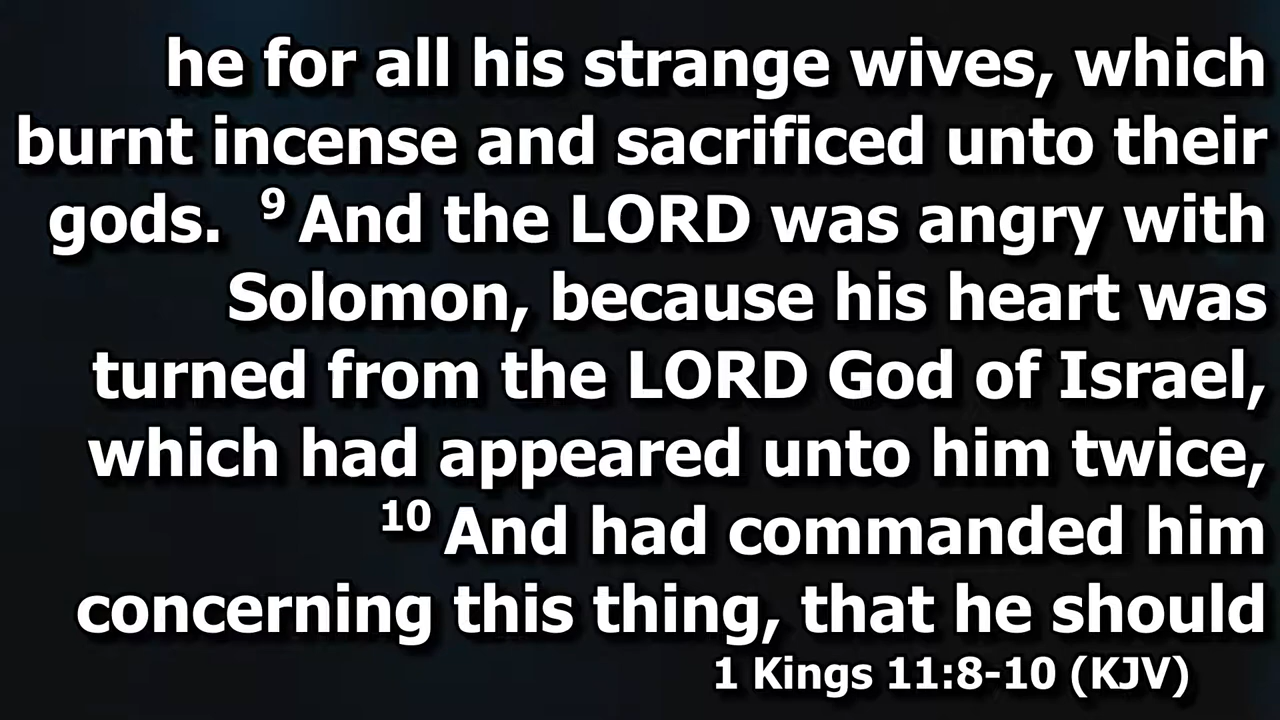 he for all his strange wives, which
burnt incense and sacrificed unto their
gods. 9 And the LORD was angry with
Solomon, because his heart was
turned from the LORD God of Israel,
which had appeared unto him twice,
10 And had commanded him
concerning this thing, that he should
1 Kings 11:8-10 (KJV)